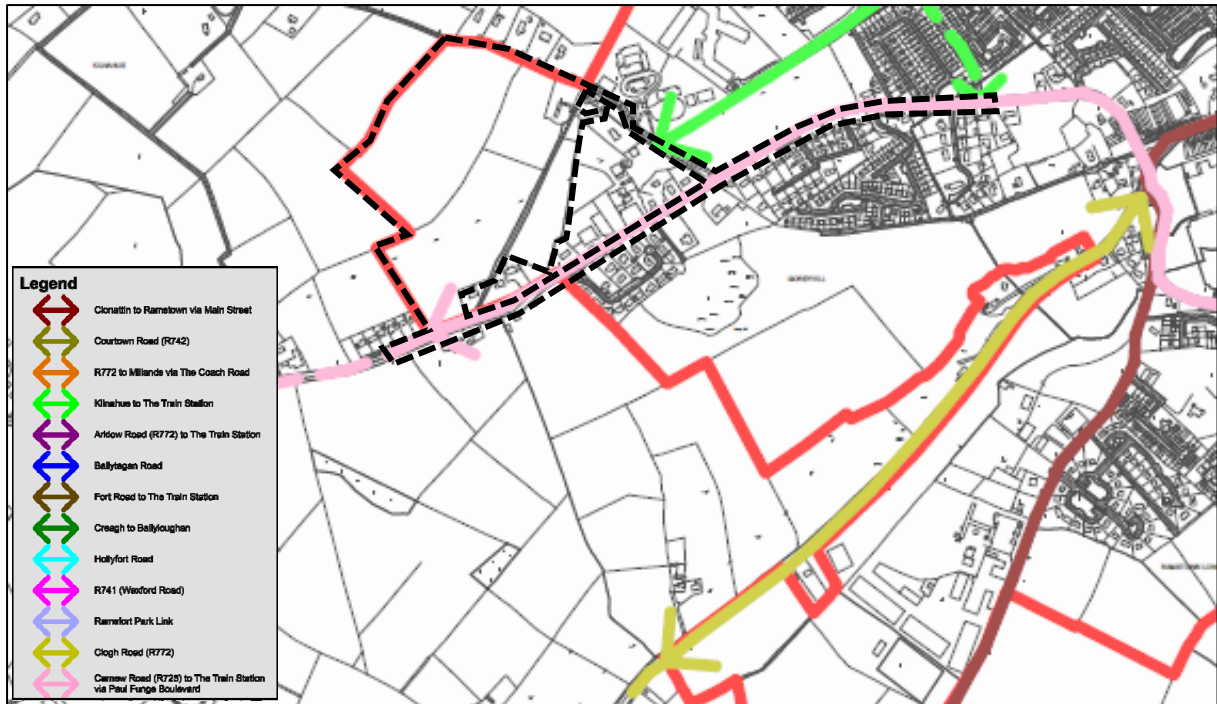 Legend
Clonattin to Ramstown via Main Street
Courtown Road (R742)
R772 to Millands via The Coach Road
Kilnahue to The Train Station
Arklow Road (R772) to The Train Station
Ballytegan Road
Fort Road to The Train Station
Creagh to Ballyloughan
Hollyfort Road
R741 (Wexford Road)
Ramsfort Park Link
Clogh Road (R772)
Carnew Road (R725) to The Train Station
via Paul Funge Boulevard